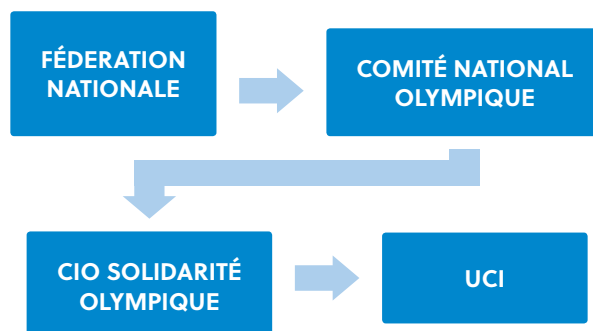 FÉDERATION
NATIONALE
COMITÉ NATIONAL
OLYMPIQUE
CIO SOLIDARITÉ
OLYMPIQUE
UCI